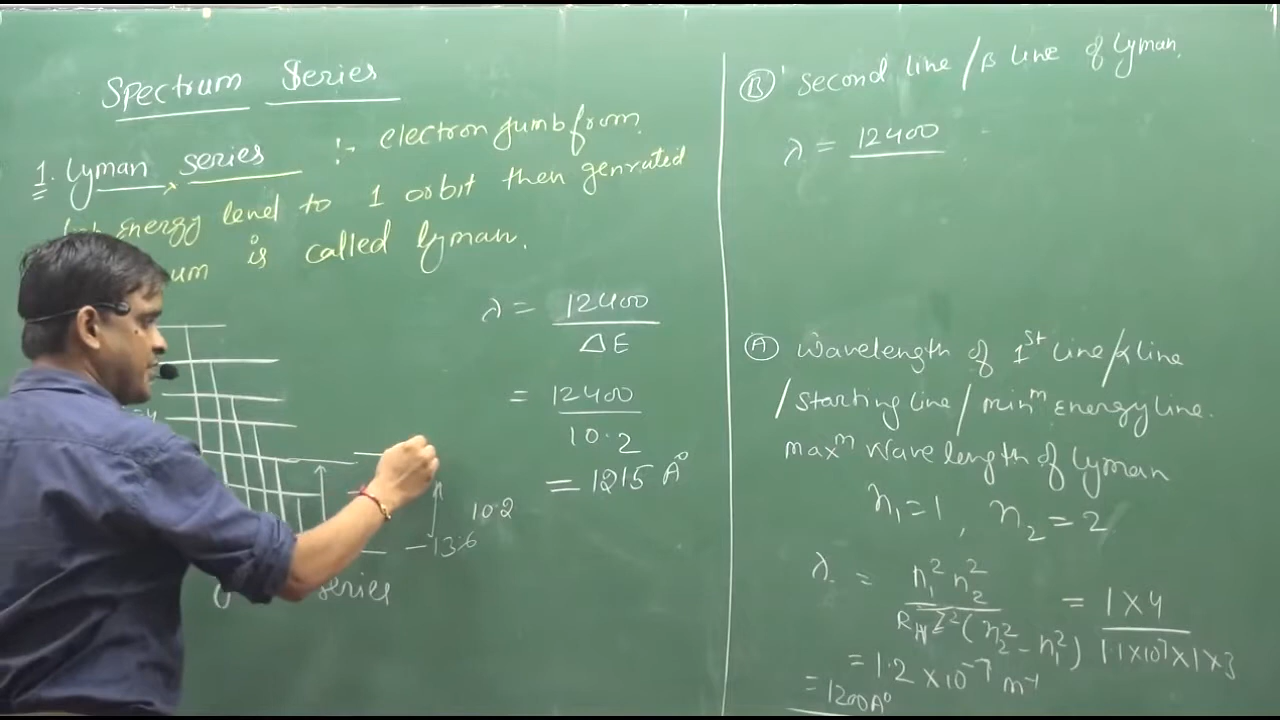 Spectrum Series
1. Lyman series :- electron jumb from
Energy level to 1 orbit then genrated
is called lyman.
λ = 12400
ΔE
= 12400
10.2
= 1215 A°
10.2
-13.6
series
(B) Second line / β line of lyman.
λ = 12400
(A) Wavelength of 1st line / α line
/ starting line / minm energy line.
maxm wave length of lyman
n₁ = 1, n₂ = 2
λ = n₁² n₂² = 1 × 4
R_H Z² (n₂² - n₁²) 1.1 × 10⁷ × 1 × 3
= 1.2 × 10⁻⁷ m⁻¹
= 1200 A°